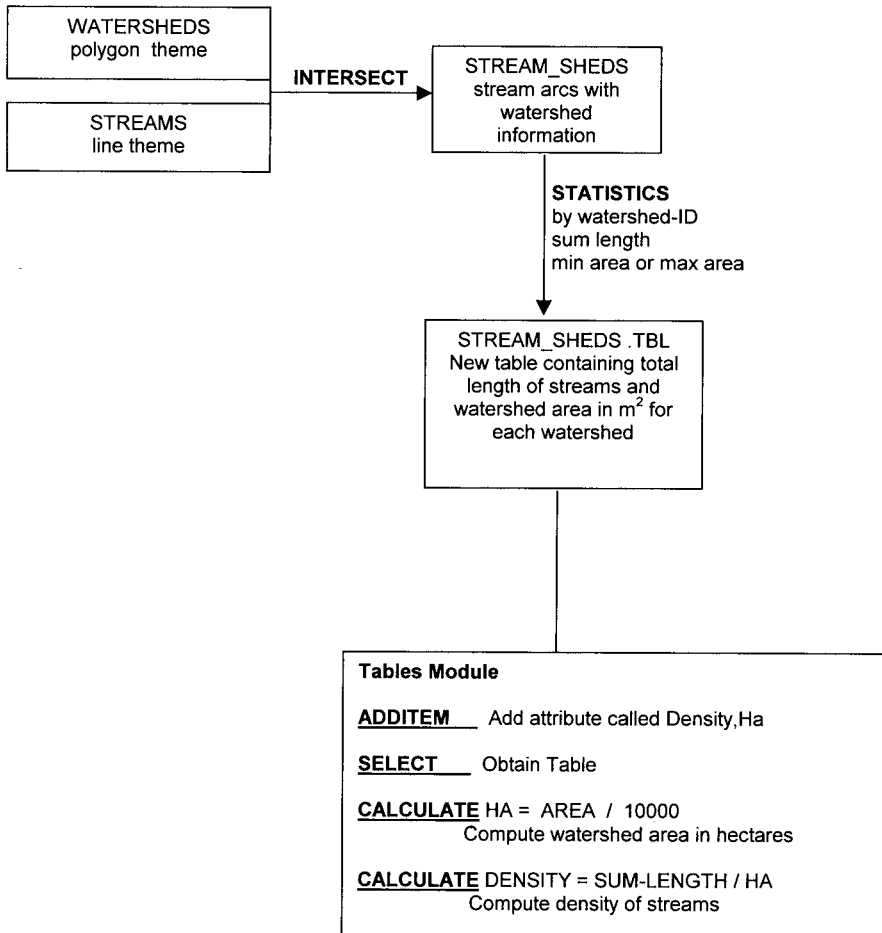 WATERSHEDS
polygon theme
STREAMS
line theme
INTERSECT
STREAM_SHEDS
stream arcs with
watershed
information
STATISTICS
by watershed-ID
sum length
min area or max area
STREAM_SHEDS .TBL
New table containing total
length of streams and
watershed area in m² for
each watershed
Tables Module
ADDITEM Add attribute called Density,Ha
SELECT Obtain Table
CALCULATE HA = AREA / 10000
Compute watershed area in hectares
CALCULATE DENSITY = SUM-LENGTH / HA
Compute density of streams